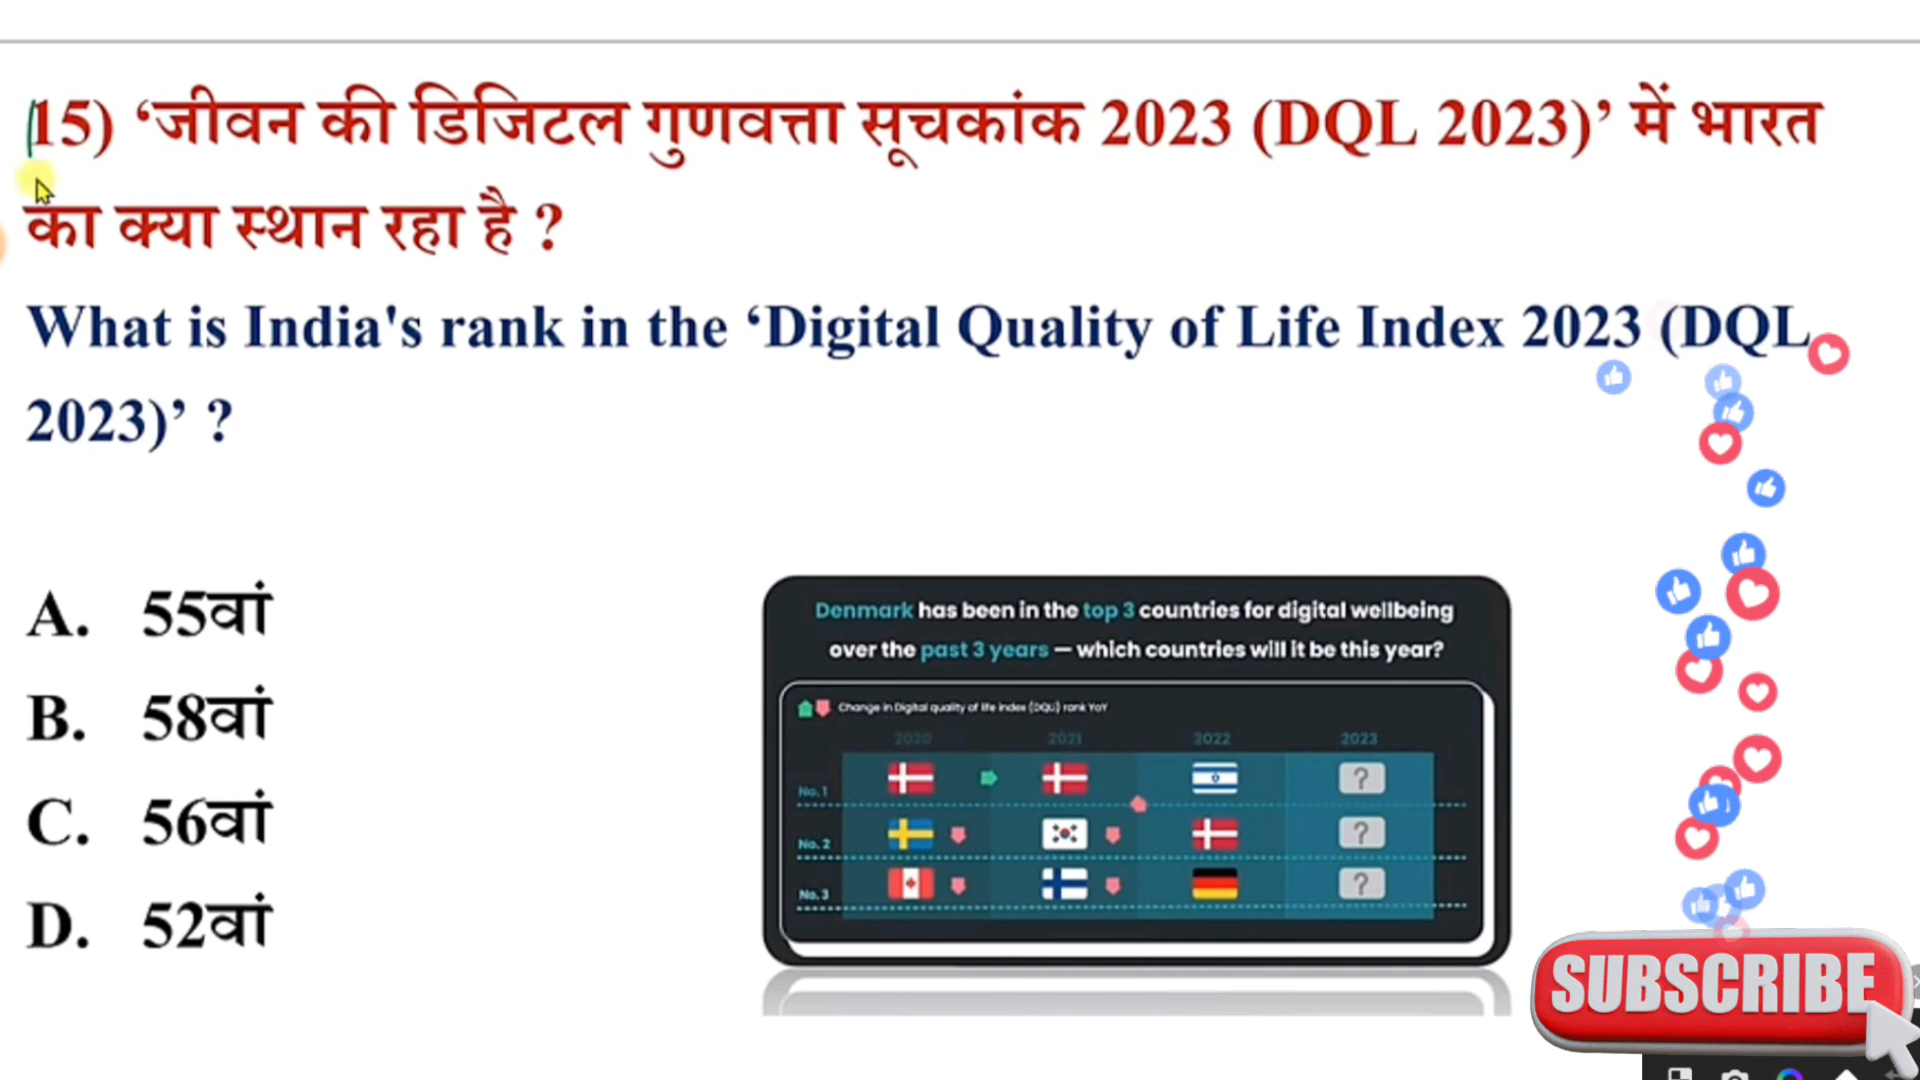 15) ‘जीवन की डिजिटल गुणवत्ता सूचकांक 2023 (DQL 2023)’ में भारत
का क्या स्थान रहा है ?
What is India's rank in the ‘Digital Quality of Life Index 2023 (DQL
2023)’ ?
A. 55वां
B. 58वां
C. 56वां
D. 52वां
Denmark has been in the top 3 countries for digital wellbeing
over the past 3 years — which countries will it be this year?
Change in Digital quality of life index (DQL) rank YoY
2020 2021 2022 2023
No. 1 ?
No. 2 ?
No. 3 ?
SUBSCRIBE